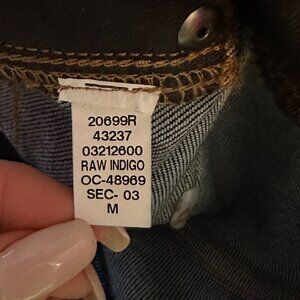 20699R
43237
03212600
RAW INDIGO
OC-48969
SEC- 03
M